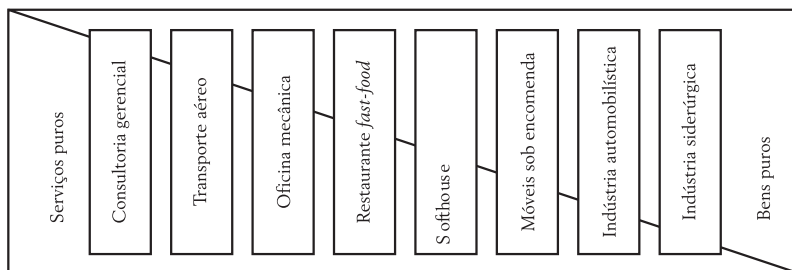 Serviços puros
Consultoria gerencial
Transporte aéreo
Oficina mecânica
Restaurante fast-food
S ofthouse
Móveis sob encomenda
Indústria automobilística
Indústria siderúrgica
Bens puros